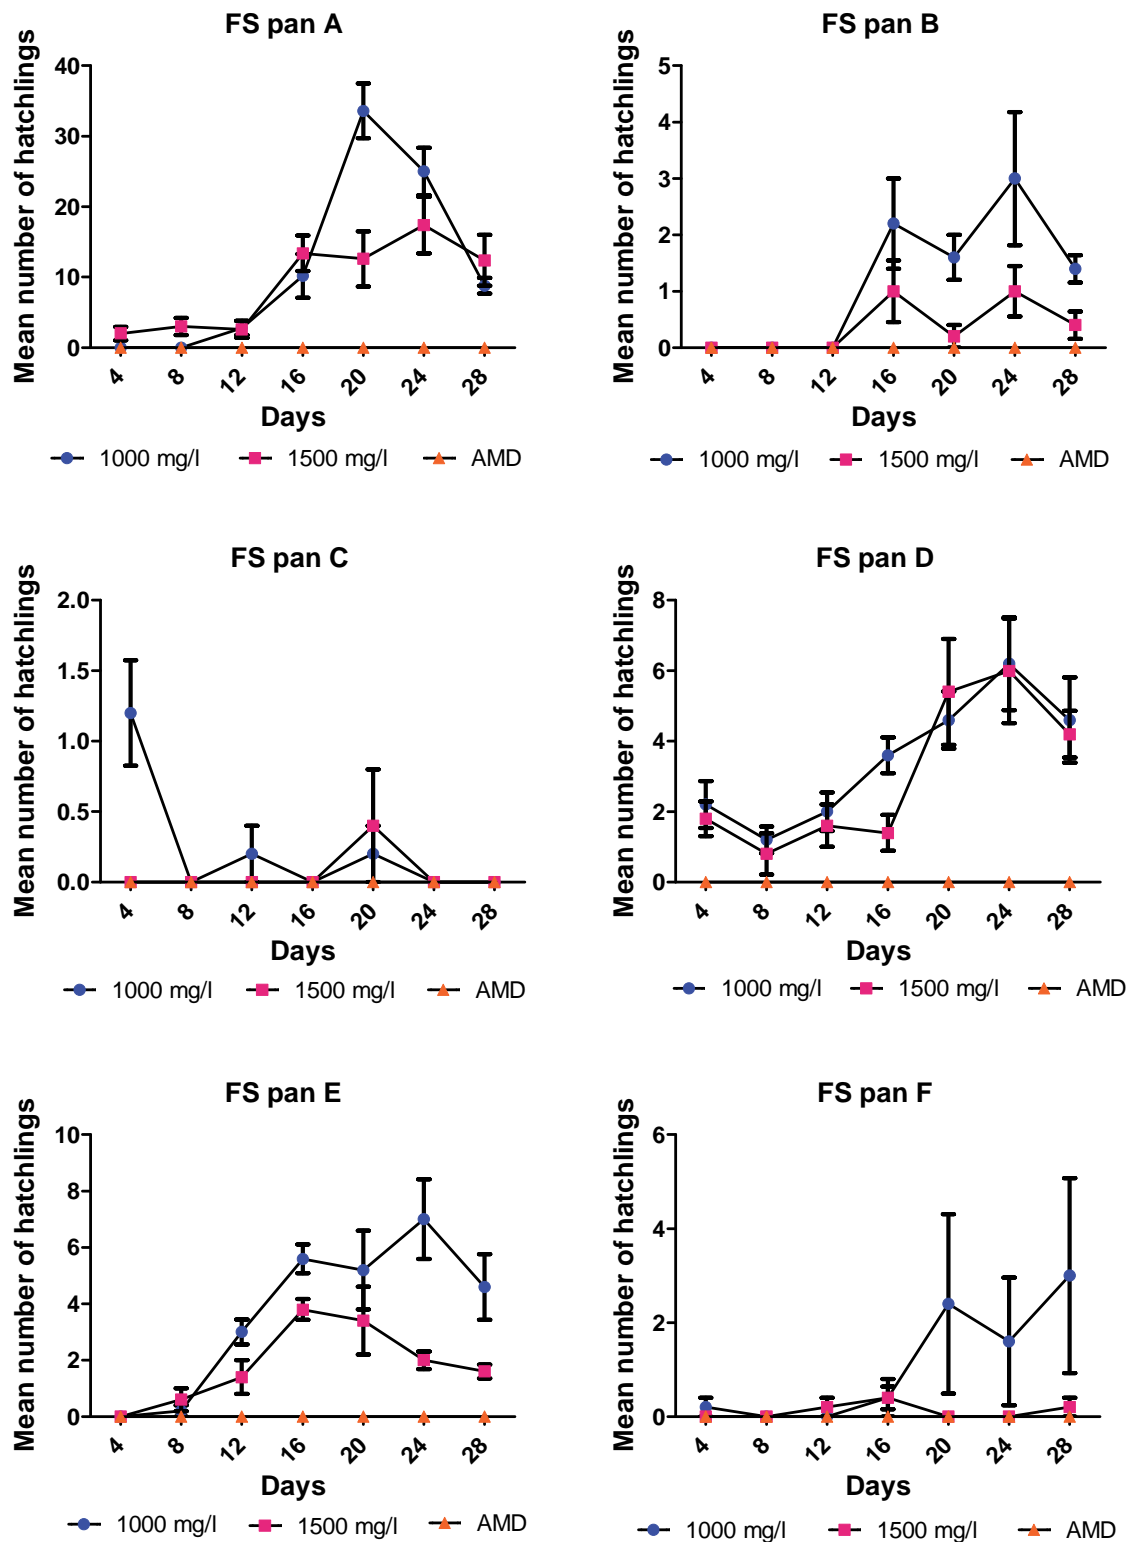 FS pan A
Mean number of hatchlings
40
30
20
10
0
4 8 12 16 20 24 28
Days
1000 mg/l 1500 mg/l AMD
FS pan B
Mean number of hatchlings
5
4
3
2
1
0
4 8 12 16 20 24 28
Days
1000 mg/l 1500 mg/l AMD
FS pan C
Mean number of hatchlings
2.0
1.5
1.0
0.5
0.0
4 8 12 16 20 24 28
Days
1000 mg/l 1500 mg/l AMD
FS pan D
Mean number of hatchlings
8
6
4
2
0
4 8 12 16 20 24 28
Days
1000 mg/l 1500 mg/l AMD
FS pan E
Mean number of hatchlings
10
8
6
4
2
0
4 8 12 16 20 24 28
Days
1000 mg/l 1500 mg/l AMD
FS pan F
Mean number of hatchlings
6
4
2
0
4 8 12 16 20 24 28
Days
1000 mg/l 1500 mg/l AMD